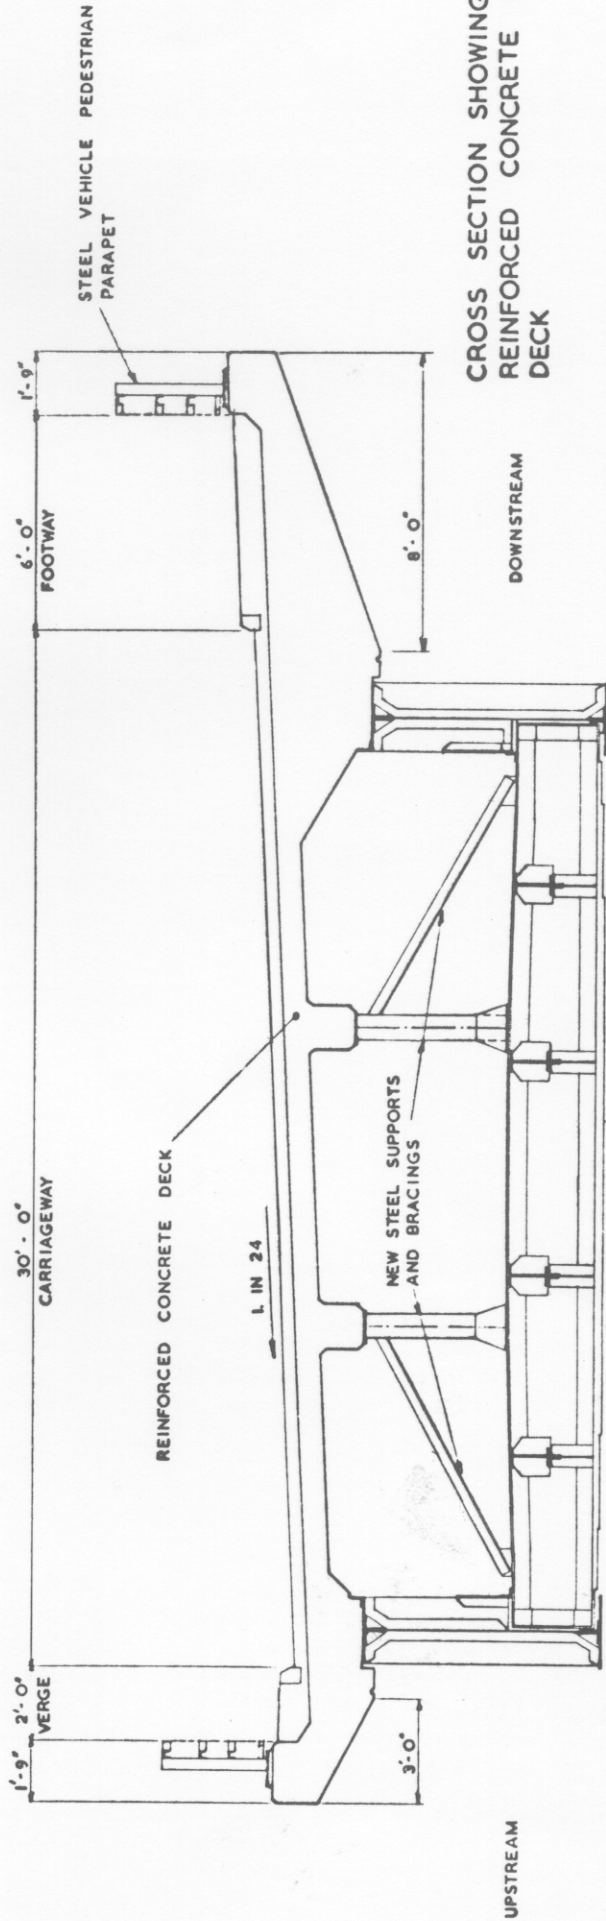 1'-9"
2'-0"
VERGE
30' - 0"
CARRIAGEWAY
6'- 0"
FOOTWAY
1'-9"
STEEL VEHICLE PEDESTRIAN
PARAPET
REINFORCED CONCRETE DECK
1 IN 24
NEW STEEL SUPPORTS
AND BRACINGS
3'-0"
8'- 0"
UPSTREAM
DOWNSTREAM
CROSS SECTION SHOWING
REINFORCED CONCRETE
DECK